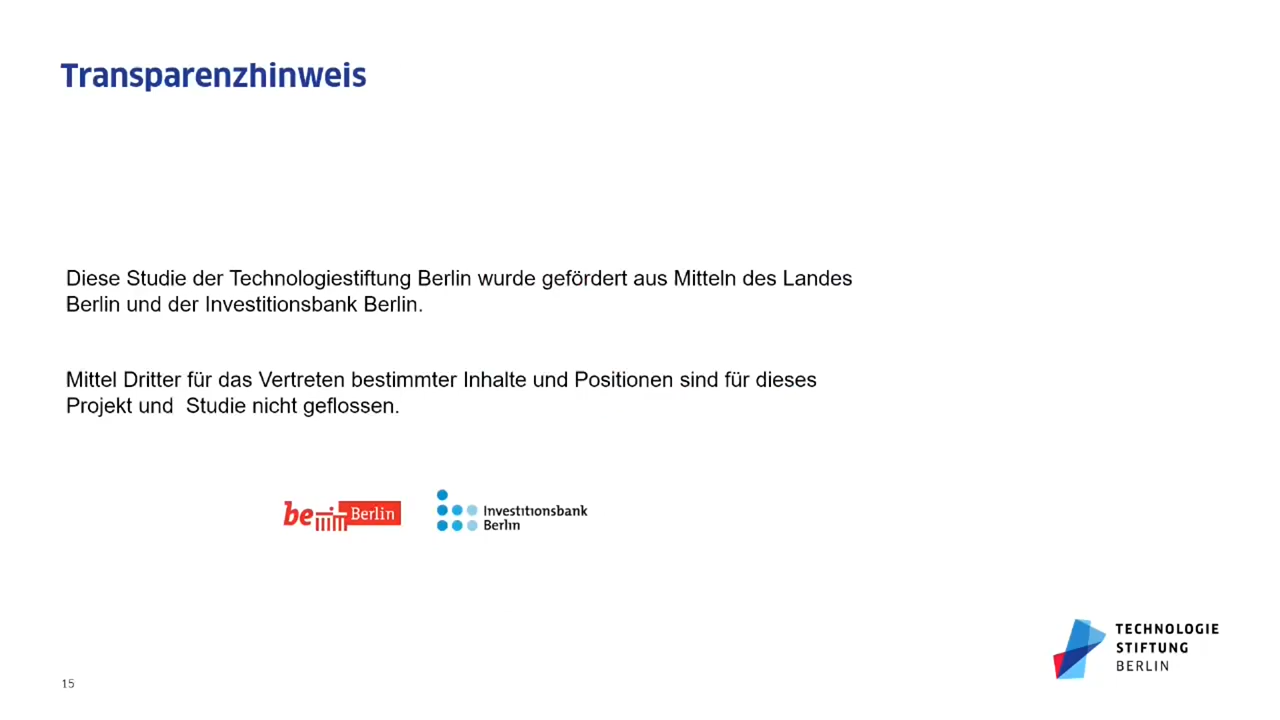 Transparenzhinweis
Diese Studie der Technologiestiftung Berlin wurde gefördert aus Mitteln des Landes
Berlin und der Investitionsbank Berlin.
Mittel Dritter für das Vertreten bestimmter Inhalte und Positionen sind für dieses
Projekt und  Studie nicht geflossen.
be Berlin
Investitionsbank
Berlin
TECHNOLOGIE
STIFTUNG
BERLIN
15